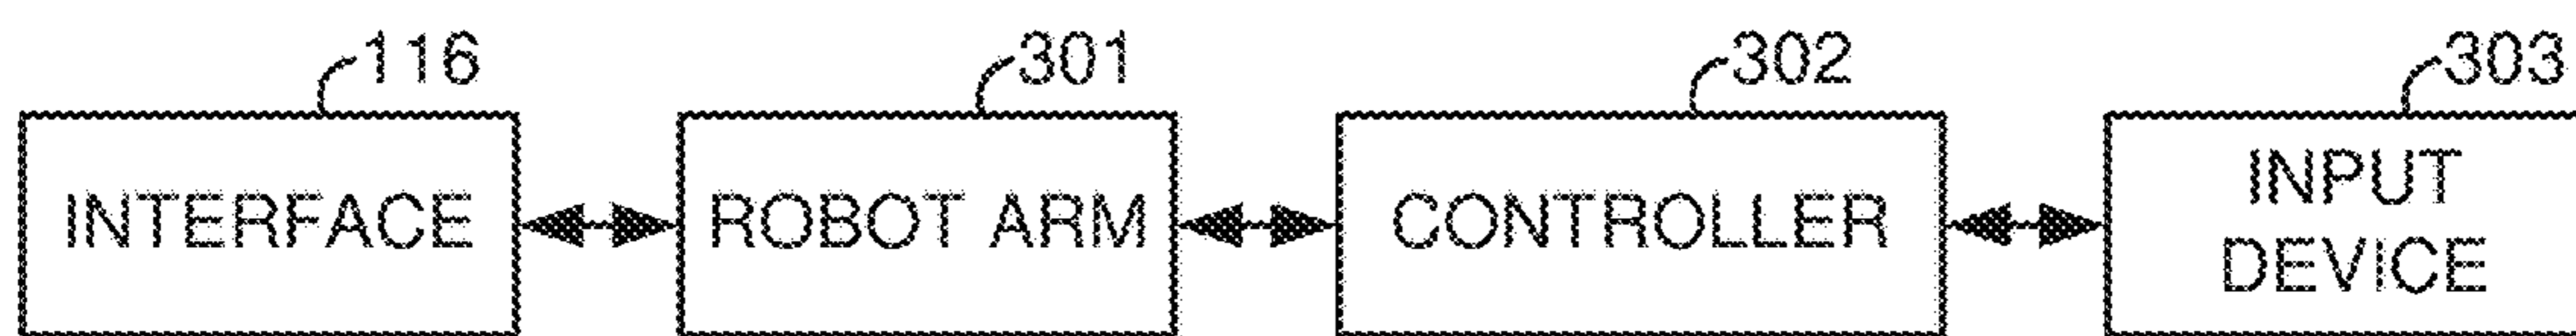 116
301
302
303
INTERFACE
ROBOT ARM
CONTROLLER
INPUT
DEVICE